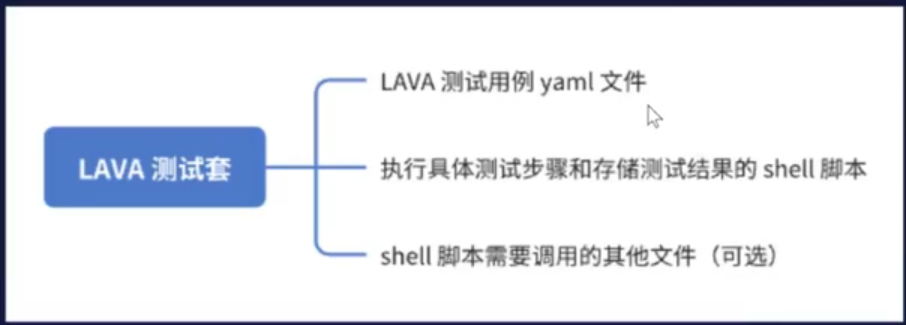 LAVA 测试用例 yaml 文件
LAVA 测试套
执行具体测试步骤和存储测试结果的 shell 脚本
shell 脚本需要调用的其他文件（可选）